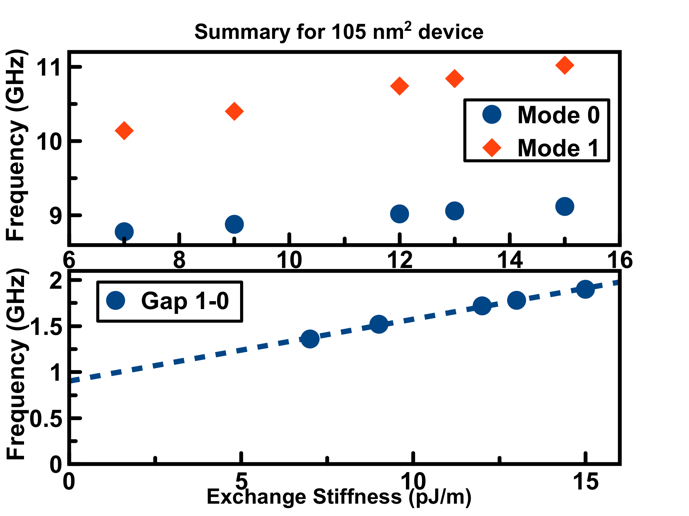 Summary for 105 nm² device
Frequency (GHz)
11
10
9
Mode 0
Mode 1
6 8 10 12 14 16
Frequency (GHz)
2
1.5
1
0.5
0
Gap 1-0
0 5 10 15
Exchange Stiffness (pJ/m)